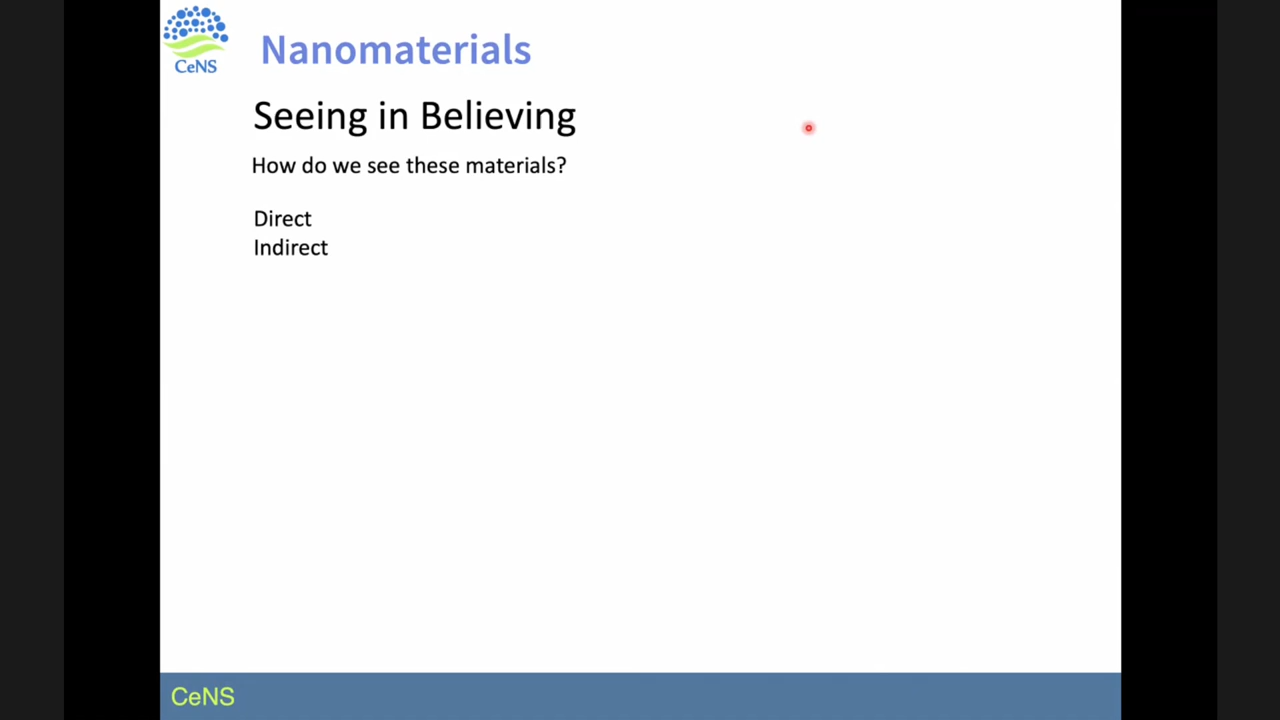 CeNS
Nanomaterials
Seeing in Believing
How do we see these materials?
Direct
Indirect
CeNS